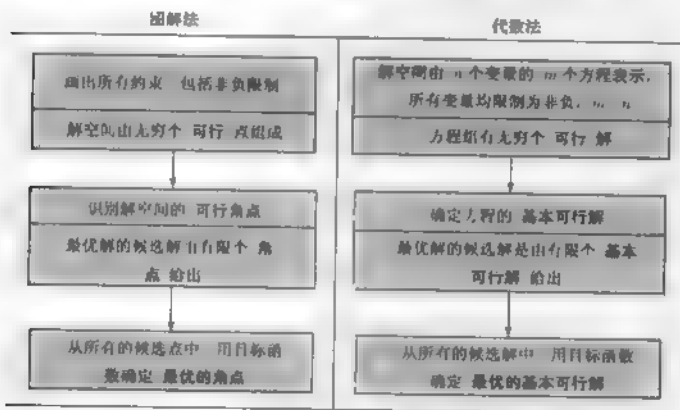 图解法
画出所有约束 包括非负限制
解空间由无穷个 可行 点组成
识别解空间的 可行角点
最优解的候选解由有限个 角
点 给出
从所有的候选点中 用目标函
数确定 最优的角点
代数法
解空间由 n 个变量的 m 个方程表示，
所有变量均限制为非负， m n
方程组有无穷个 可行 解
确定方程的 基本可行解
最优解的候选解是由有限个 基本
可行解 给出
从所有的候选解中 用目标函数
确定 最优的基本可行解